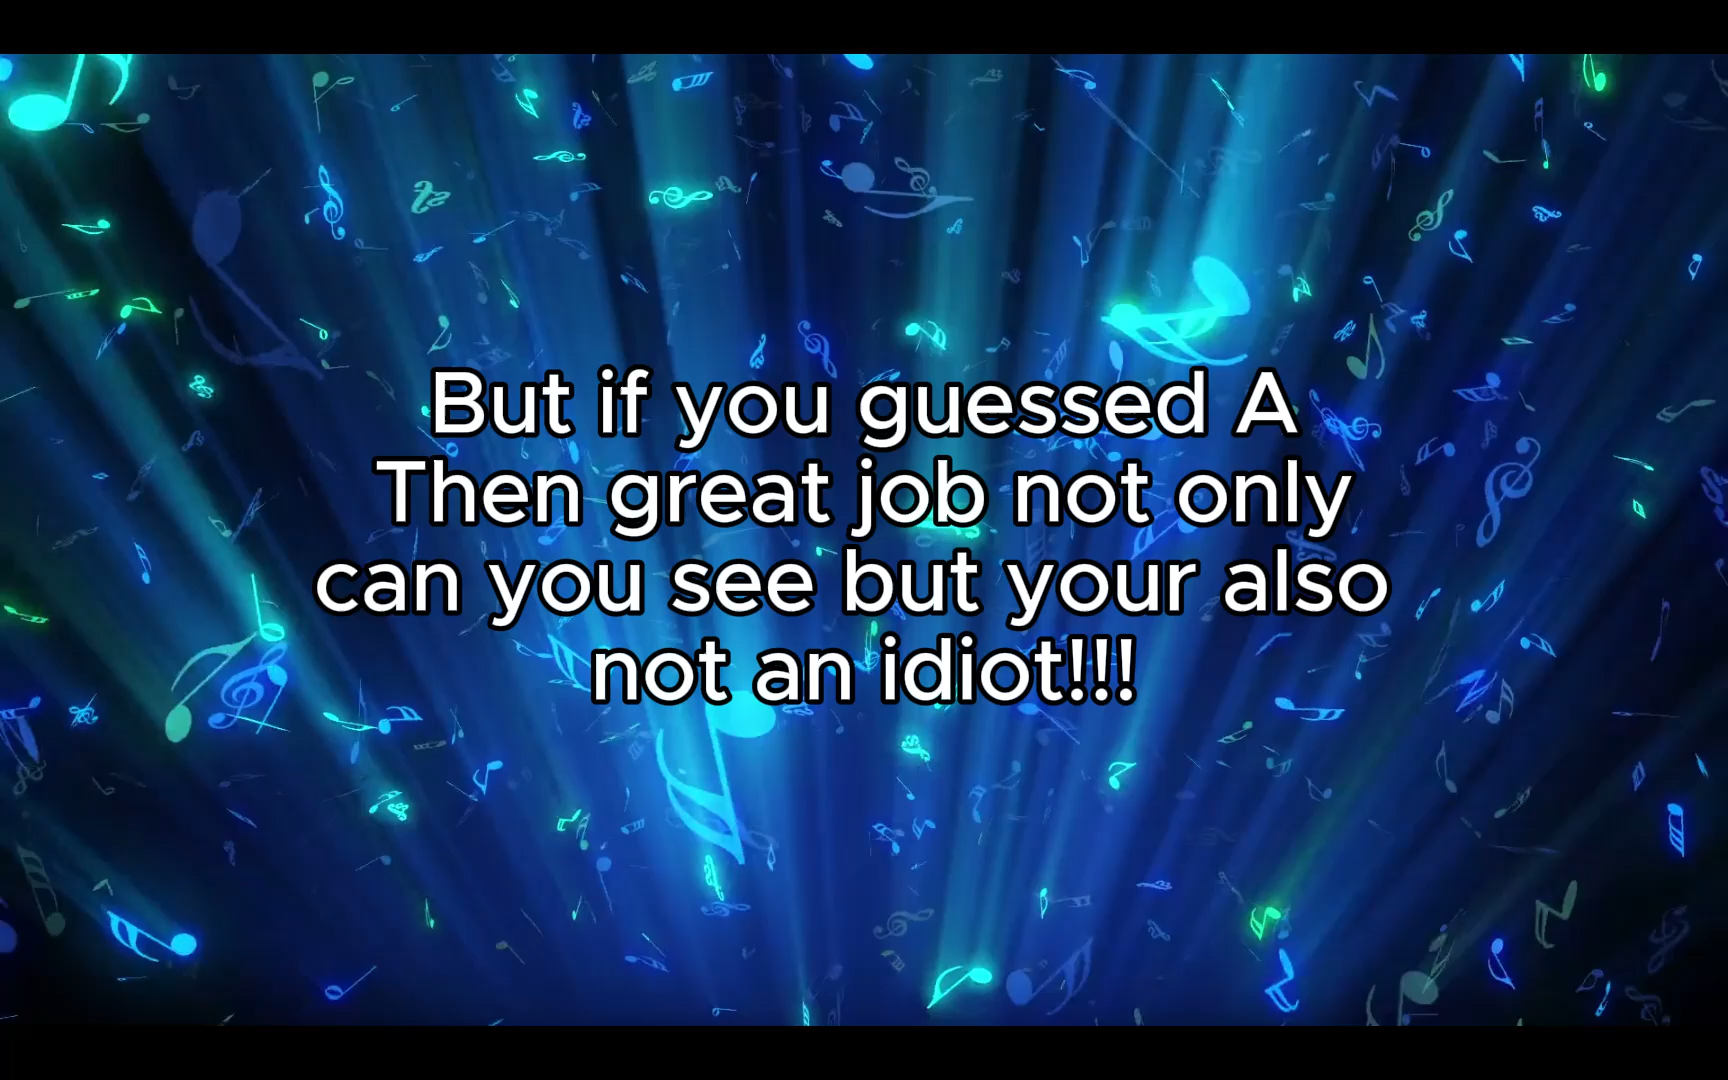 But if you guessed A
Then great job not only
can you see but your also
not an idiot!!!